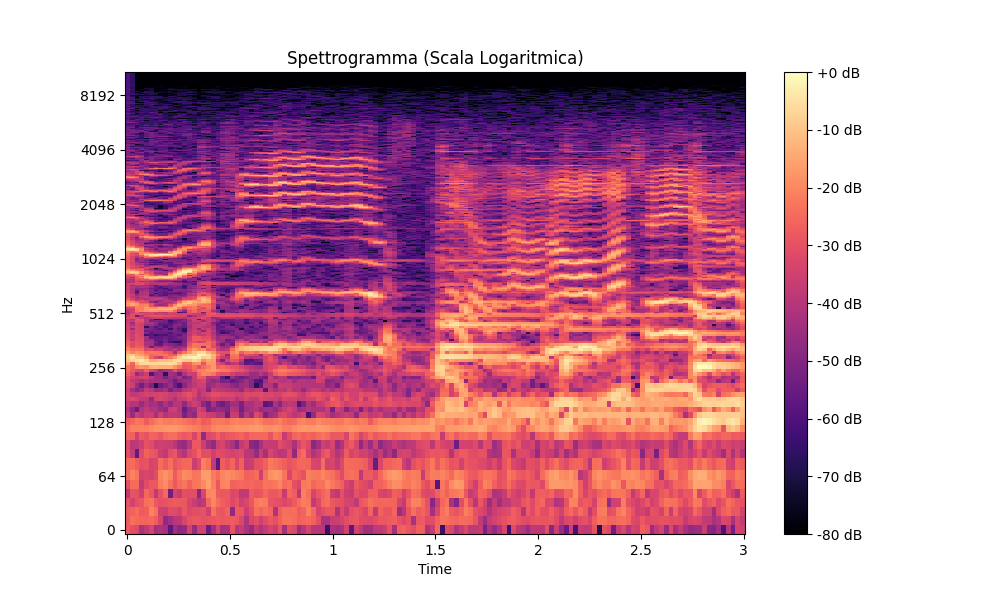 Spettrogramma (Scala Logaritmica)
8192
4096
2048
1024
512
256
128
64
0
Hz
0
0.5
1
1.5
2
2.5
3
Time
+0 dB
-10 dB
-20 dB
-30 dB
-40 dB
-50 dB
-60 dB
-70 dB
-80 dB